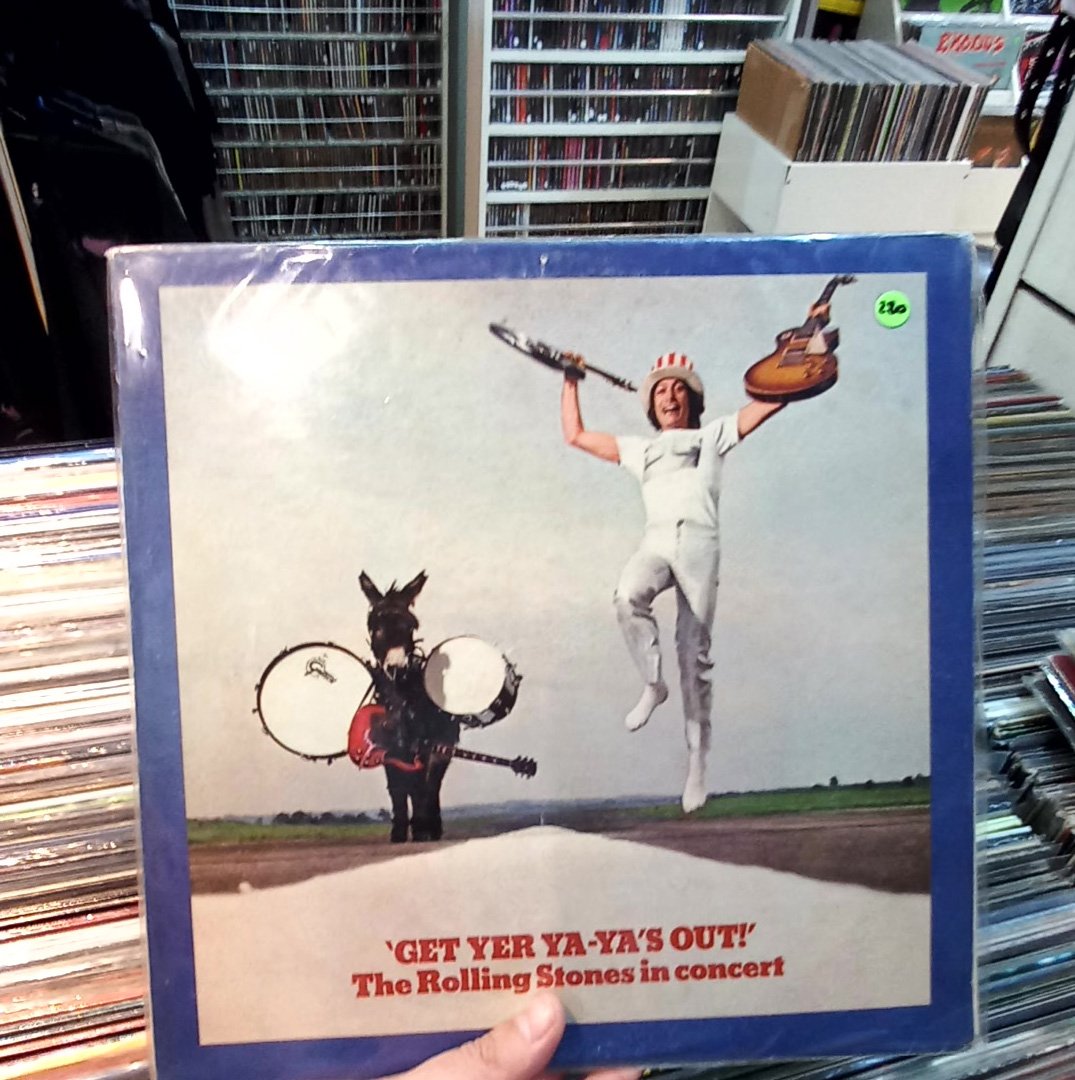 EXODUS
220
'GET YER YA-YA'S OUT!'
The Rolling Stones in concert